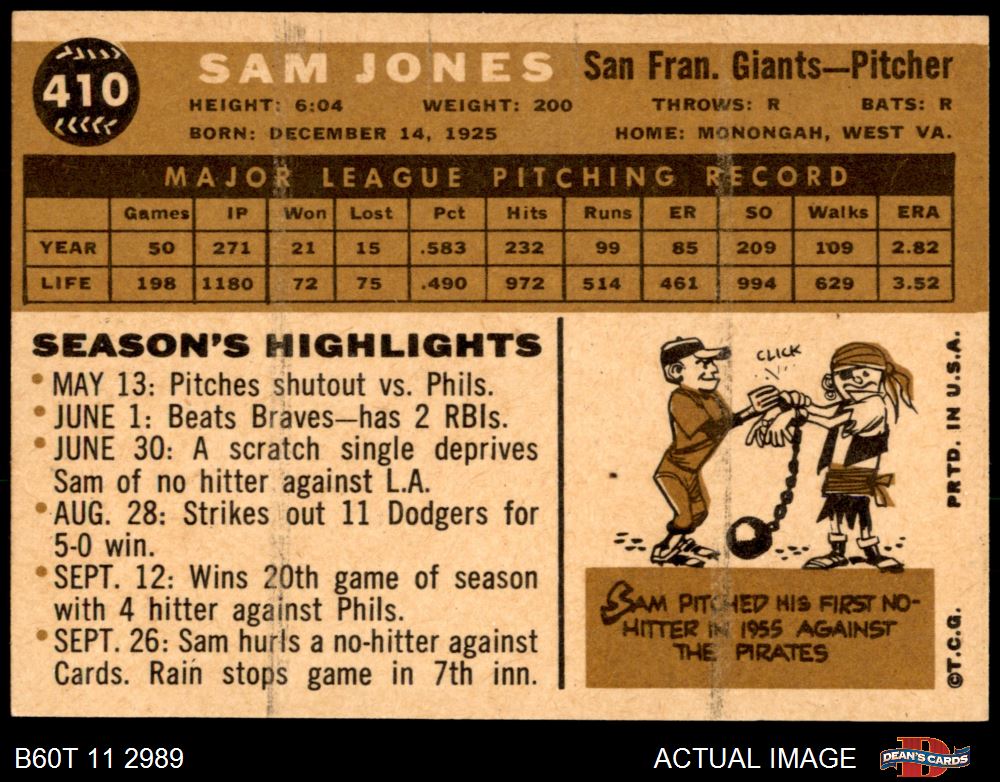 410
SAM JONES San Fran. Giants—Pitcher
HEIGHT: 6:04 WEIGHT: 200 THROWS: R BATS: R
BORN: DECEMBER 14, 1925 HOME: MONONGAH, WEST VA.
MAJOR LEAGUE PITCHING RECORD
Games IP Won Lost Pct Hits Runs ER SO Walks ERA
YEAR 50 271 21 15 .583 232 99 85 209 109 2.82
LIFE 198 1180 72 75 .490 972 514 461 994 629 3.52
SEASON'S HIGHLIGHTS
• MAY 13: Pitches shutout vs. Phils.
• JUNE 1: Beats Braves—has 2 RBIs.
• JUNE 30: A scratch single deprives
Sam of no hitter against L.A.
• AUG. 28: Strikes out 11 Dodgers for
5-0 win.
• SEPT. 12: Wins 20th game of season
with 4 hitter against Phils.
• SEPT. 26: Sam hurls a no-hitter against
Cards. Rain stops game in 7th inn.
CLICK
SAM PITCHED HIS FIRST NO-
HITTER IN 1955 AGAINST
THE PIRATES
©T.C.G. PRTD. IN U.S.A.
B60T 11 2989 ACTUAL IMAGE DEAN'S CARDS